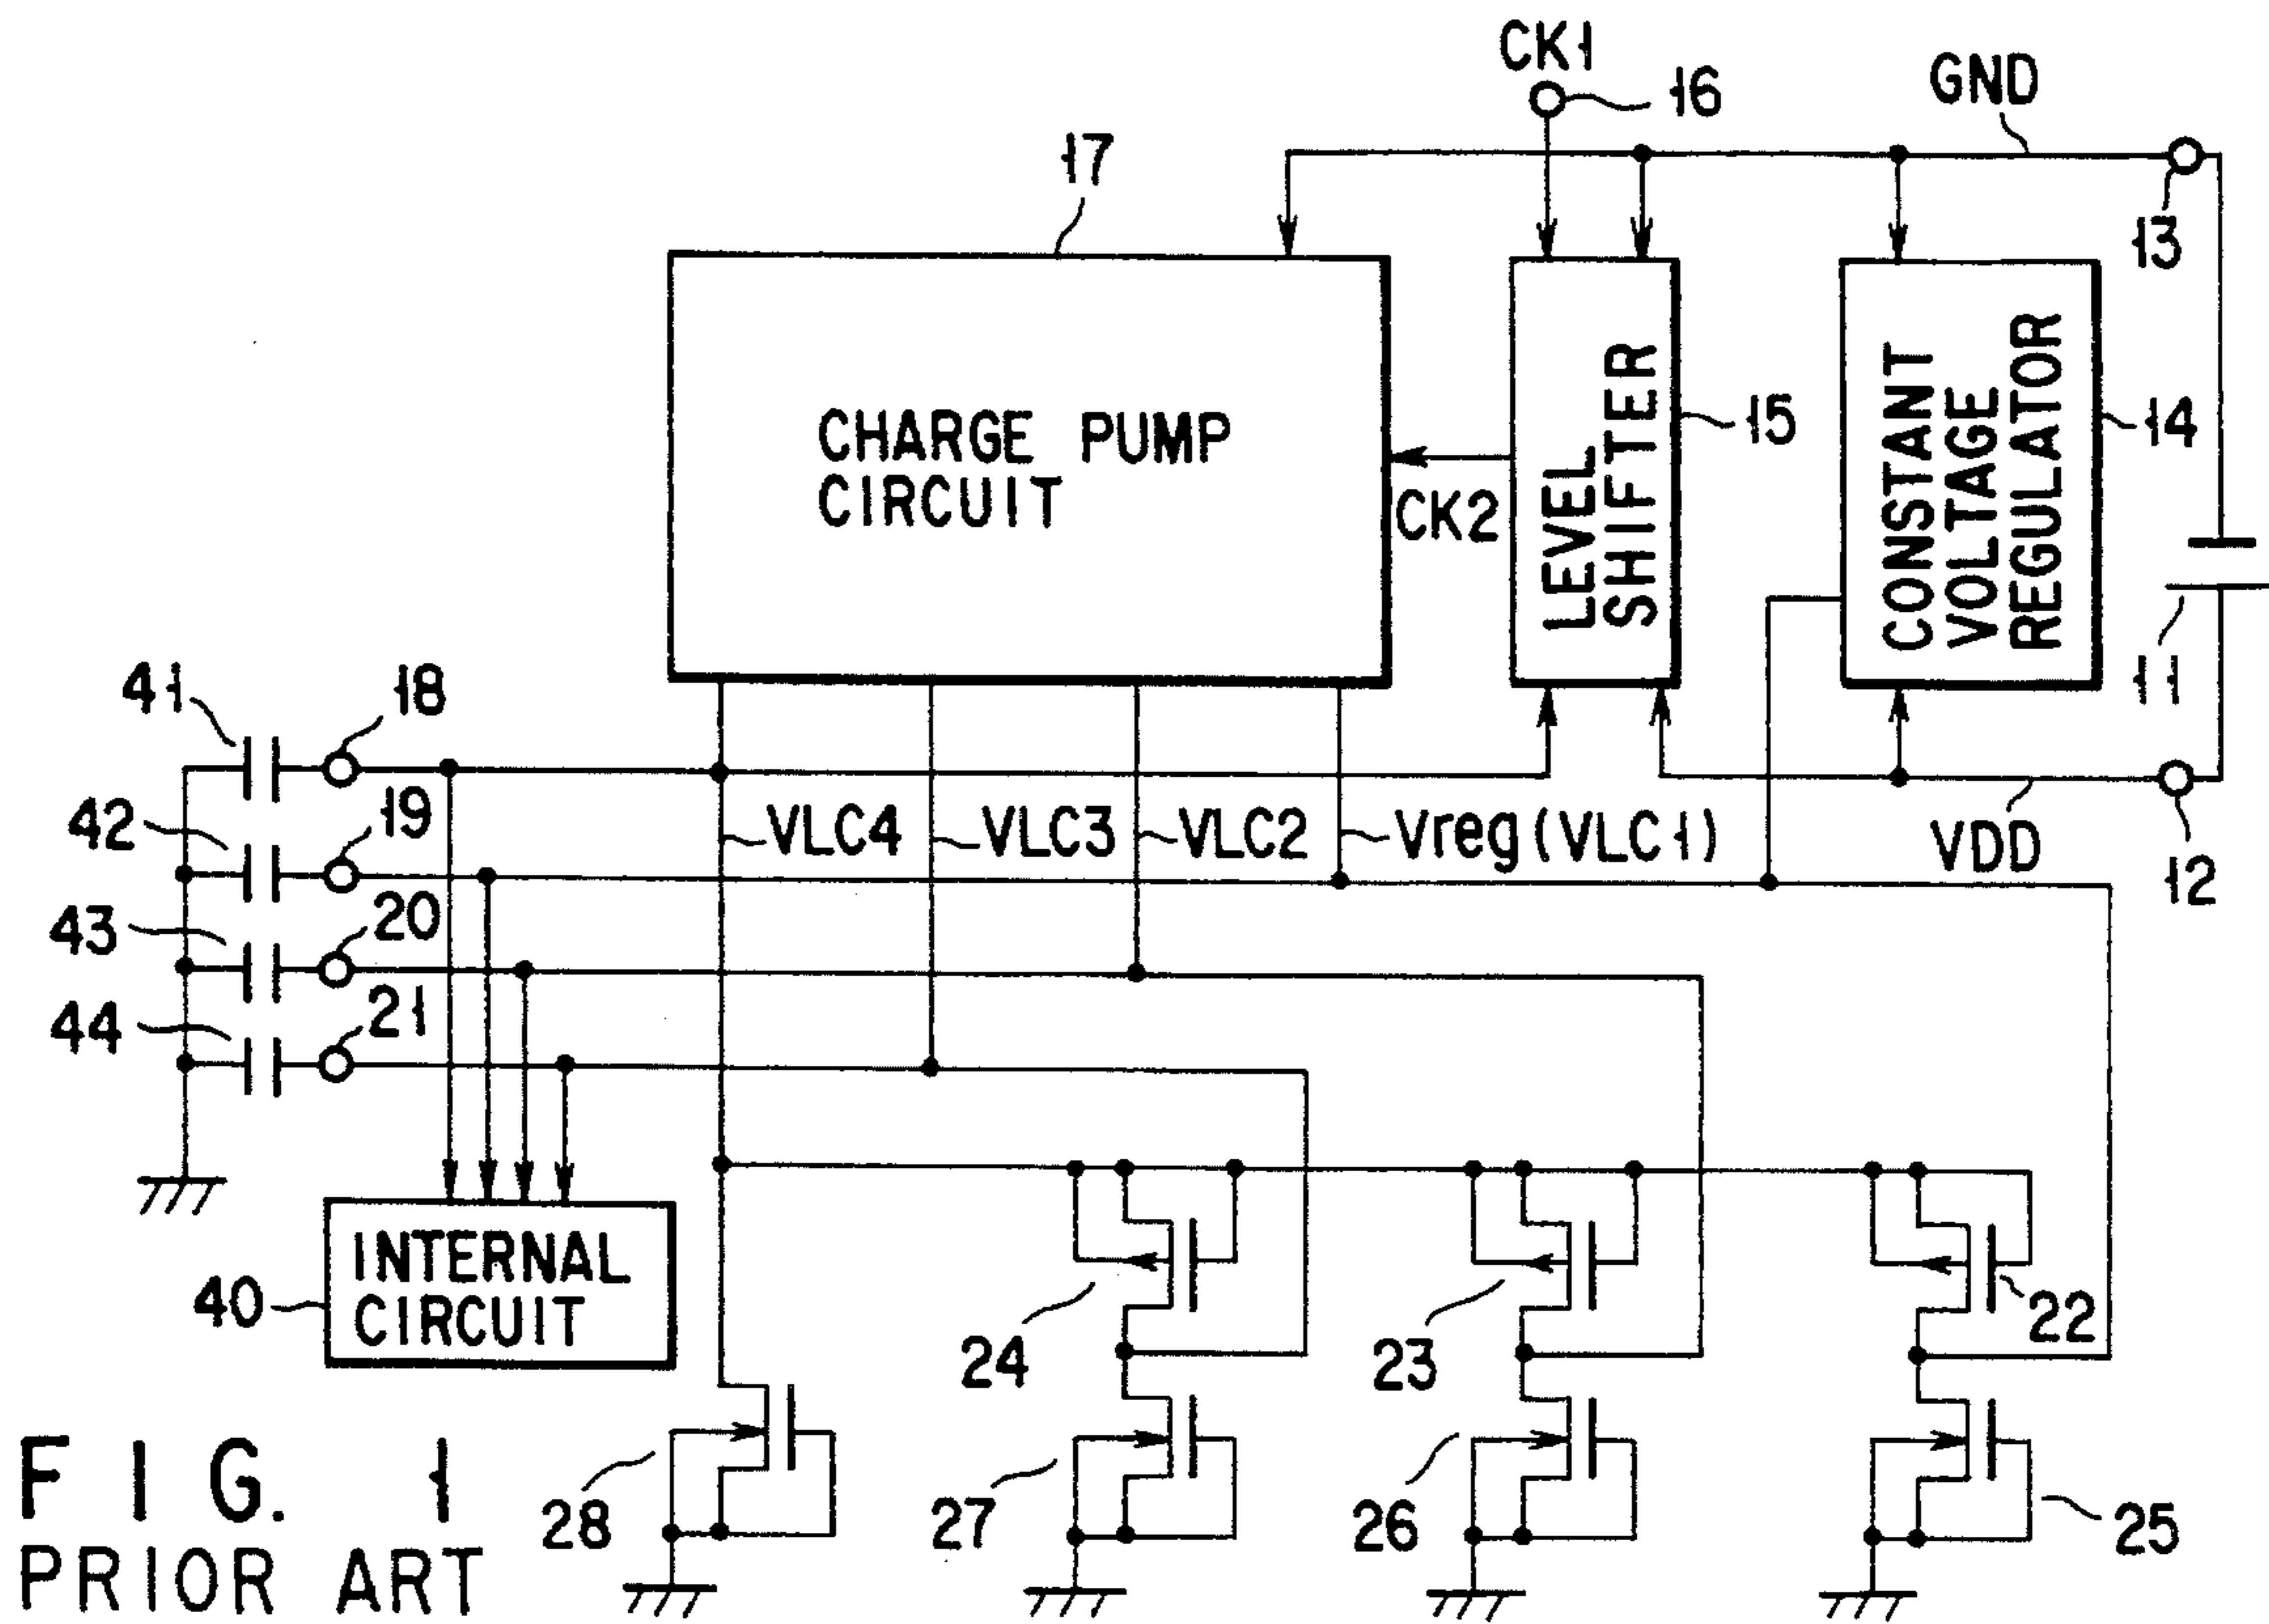 CK1
16
GND
17
13
CHARGE PUMP
CIRCUIT
CK2
LEVEL
SHIFTER
15
CONSTANT
VOLTAGE
REGULATOR
14
11
41
18
42
19
VLC4
VLC3
VLC2
Vreg(VLC1)
VDD
12
43
20
44
21
INTERNAL
CIRCUIT
40
24
23
22
28
27
26
25
FIG. 1
PRIOR ART